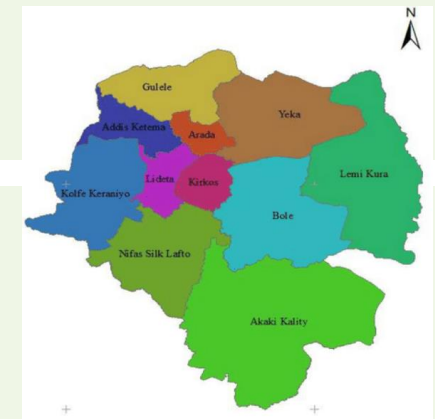 N
Gulele
Yeka
Addis Ketema
Arada
Lemi Kura
Lideta
Kirkos
Kolfe Keraniyo
Bole
Nifas Silk Lafto
Akaki Kality